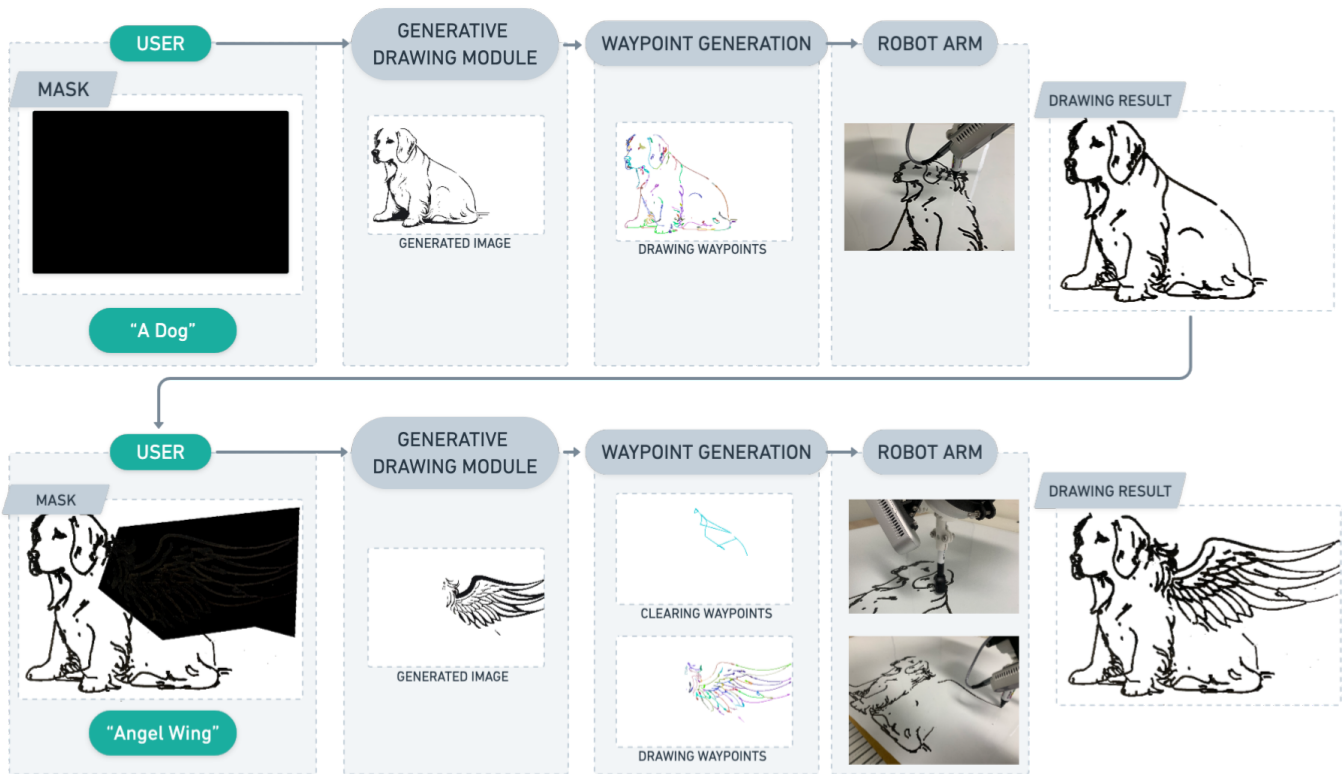 USER
GENERATIVE
DRAWING MODULE
WAYPOINT GENERATION
ROBOT ARM
MASK
DRAWING RESULT
GENERATED IMAGE
DRAWING WAYPOINTS
“A Dog”
USER
GENERATIVE
DRAWING MODULE
WAYPOINT GENERATION
ROBOT ARM
MASK
DRAWING RESULT
CLEARING WAYPOINTS
GENERATED IMAGE
“Angel Wing”
DRAWING WAYPOINTS